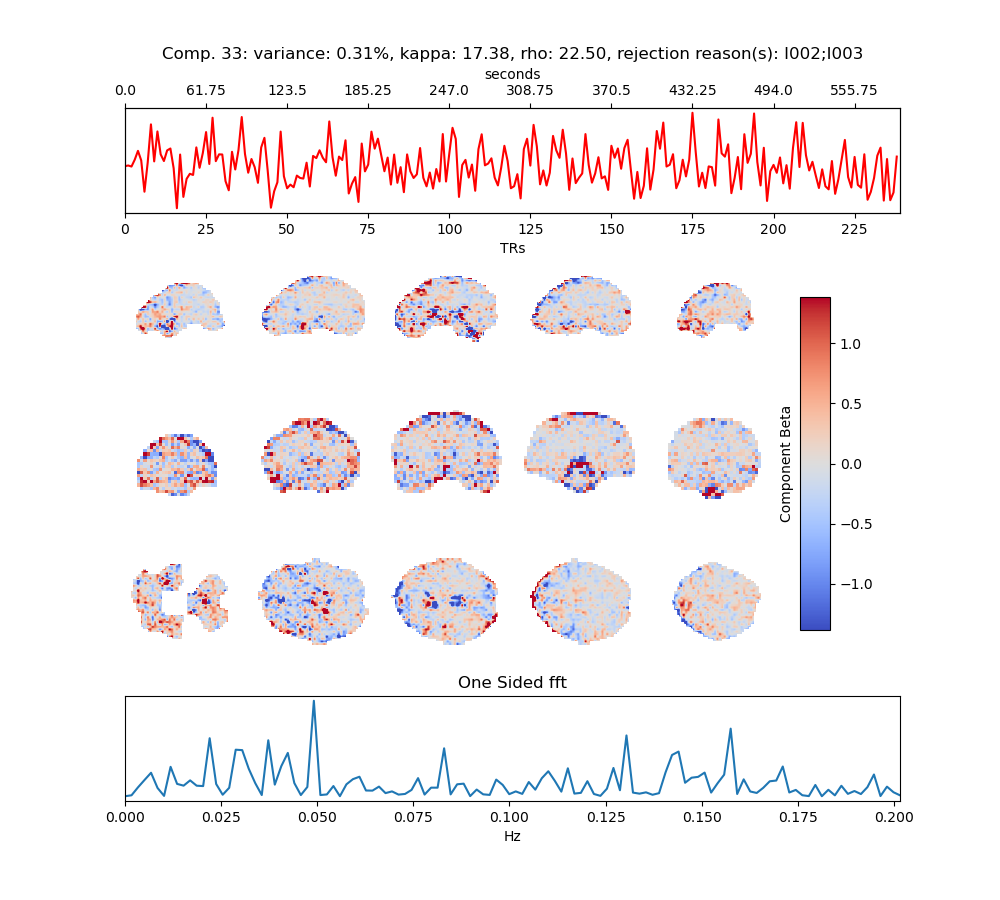 Comp. 33: variance: 0.31%, kappa: 17.38, rho: 22.50, rejection reason(s): I002;I003
seconds
0.0 61.75 123.5 185.25 247.0 308.75 370.5 432.25 494.0 555.75
0 25 50 75 100 125 150 175 200 225
TRs
1.0
0.5
0.0
−0.5
−1.0
Component Beta
One Sided fft
0.000 0.025 0.050 0.075 0.100 0.125 0.150 0.175 0.200
Hz